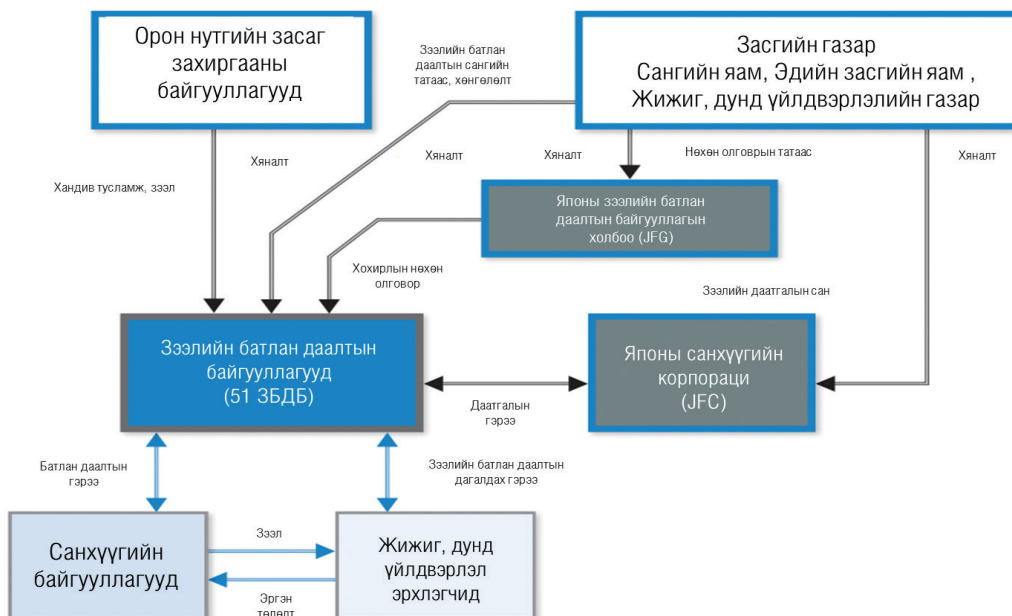 Орон нутгийн засаг
захиргааны
байгууллагууд
Зээлийн батлан
даалтын сангийн
татаас, хөнгөлөлт
Засгийн газар
Сангийн яам, Эдийн засгийн яам ,
Жижиг, дунд үйлдвэрлэлийн газар
Хандив тусламж, зээл
Хяналт
Хяналт
Хяналт
Нөхөн олговрын татаас
Хяналт
Японы зээлийн батлан
даалтын байгууллагын
холбоо (JFG)
Хохирлын нөхөн
олговор
Зээлийн даатгалын сан
Зээлийн батлан даалтын
байгууллагууд
(51 ЗБДБ)
Японы санхүүгийн
корпораци
(JFC)
Даатгалын
гэрээ
Батлан даалтын
гэрээ
Зээлийн батлан даалтын
дагалдах гэрээ
Санхүүгийн
байгууллагууд
Зээл
Эргэн
төлөлт
Жижиг, дунд
үйлдвэрлэл
эрхлэгчид